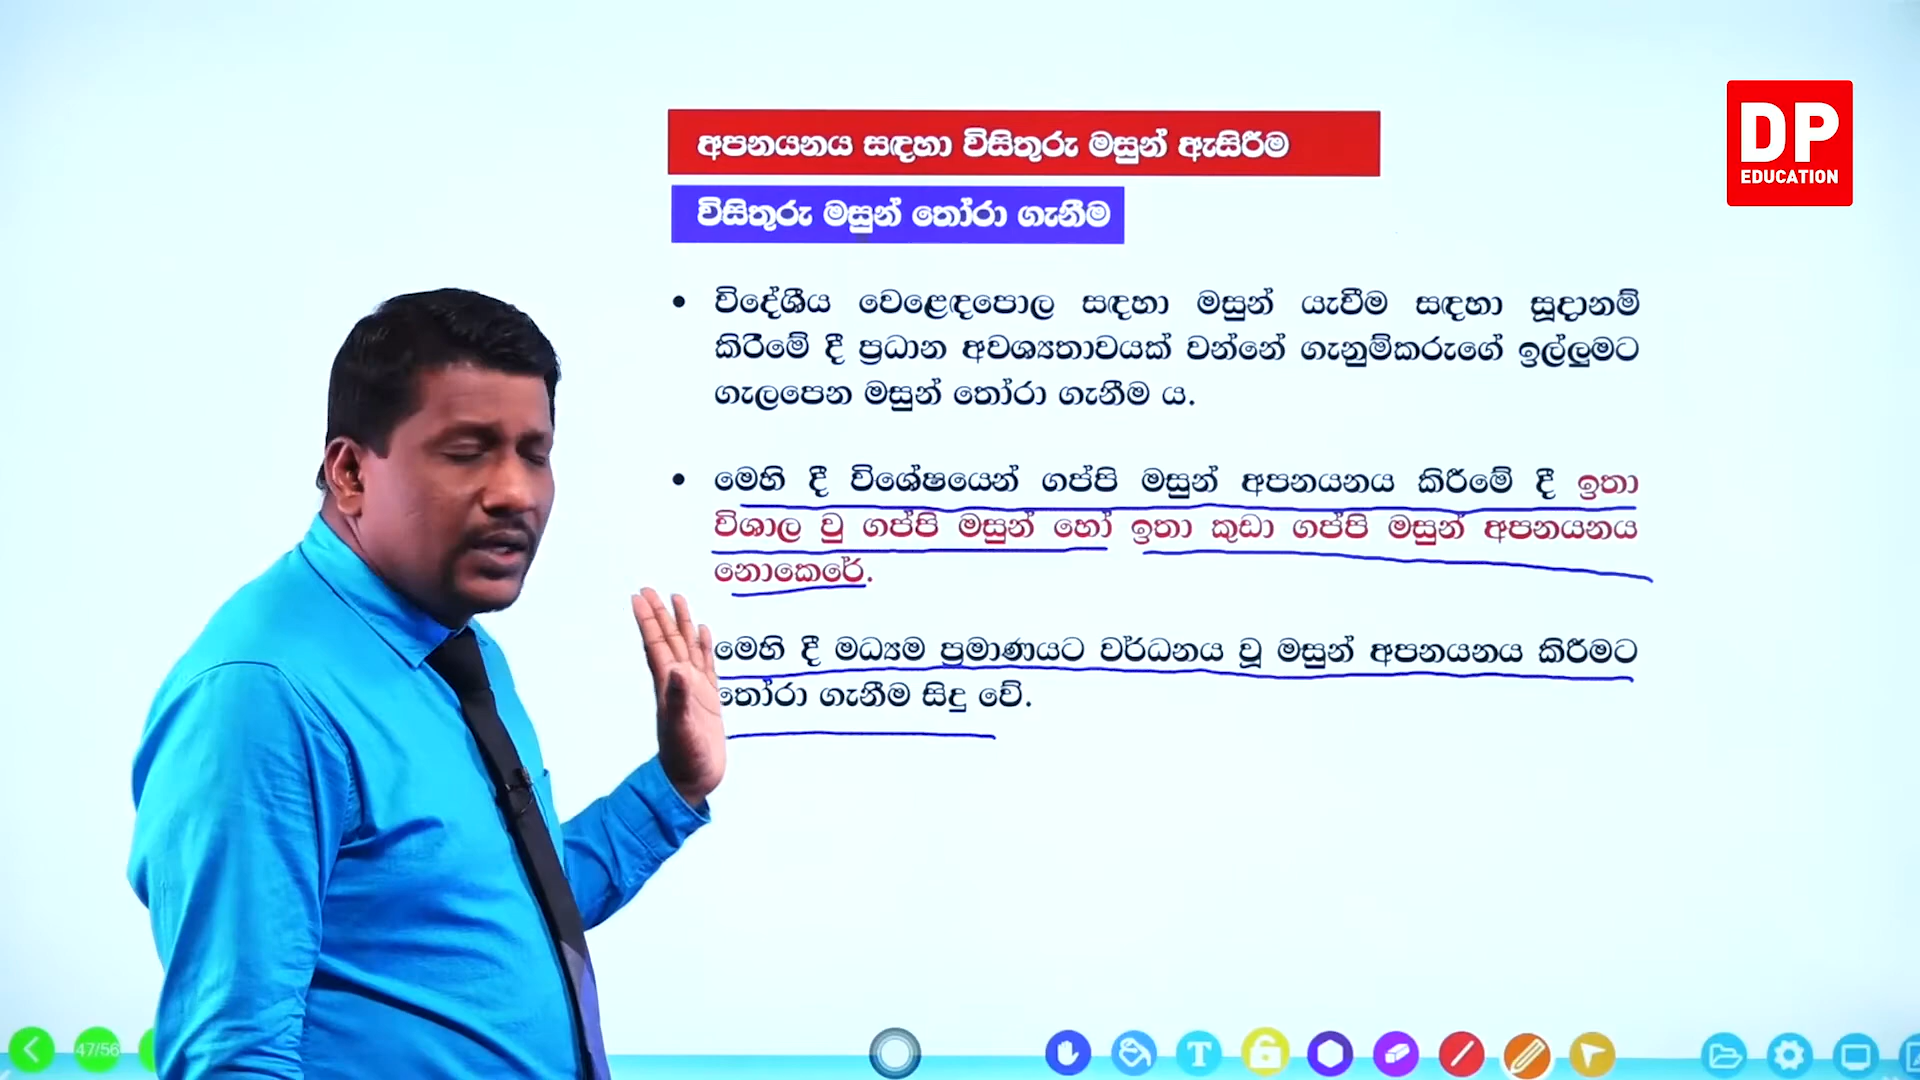 DP
EDUCATION
අපනයනය සඳහා විසිතුරු මසුන් ඇසිරීම
විසිතුරු මසුන් තෝරා ගැනීම
• විදේශීය වෙළෙඳපොල සඳහා මසුන් යැවීම සඳහා සූදානම්
කිරීමේ දී ප්‍රධාන අවශ්‍යතාවයක් වන්නේ ගැනුම්කරුගේ ඉල්ලුමට
ගැලපෙන මසුන් තෝරා ගැනීම ය.
• මෙහි දී විශේෂයෙන් ගප්පි මසුන් අපනයනය කිරීමේ දී ඉතා
විශාල වු ගප්පි මසුන් හෝ ඉතා කුඩා ගප්පි මසුන් අපනයනය
නොකෙරේ.
මෙහි දී මධ්‍යම ප්‍රමාණයට වර්ධනය වූ මසුන් අපනයනය කිරීමට
තෝරා ගැනීම සිදු වේ.
47/56
T